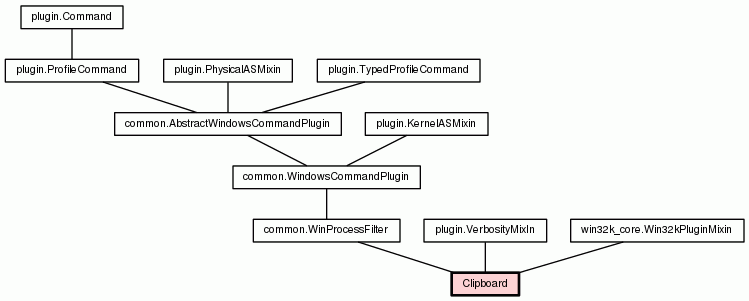 plugin.Command
plugin.ProfileCommand
plugin.PhysicalASMixin
plugin.TypedProfileCommand
common.AbstractWindowsCommandPlugin
plugin.KernelASMixin
common.WindowsCommandPlugin
common.WinProcessFilter
plugin.VerbosityMixIn
win32k_core.Win32kPluginMixin
Clipboard